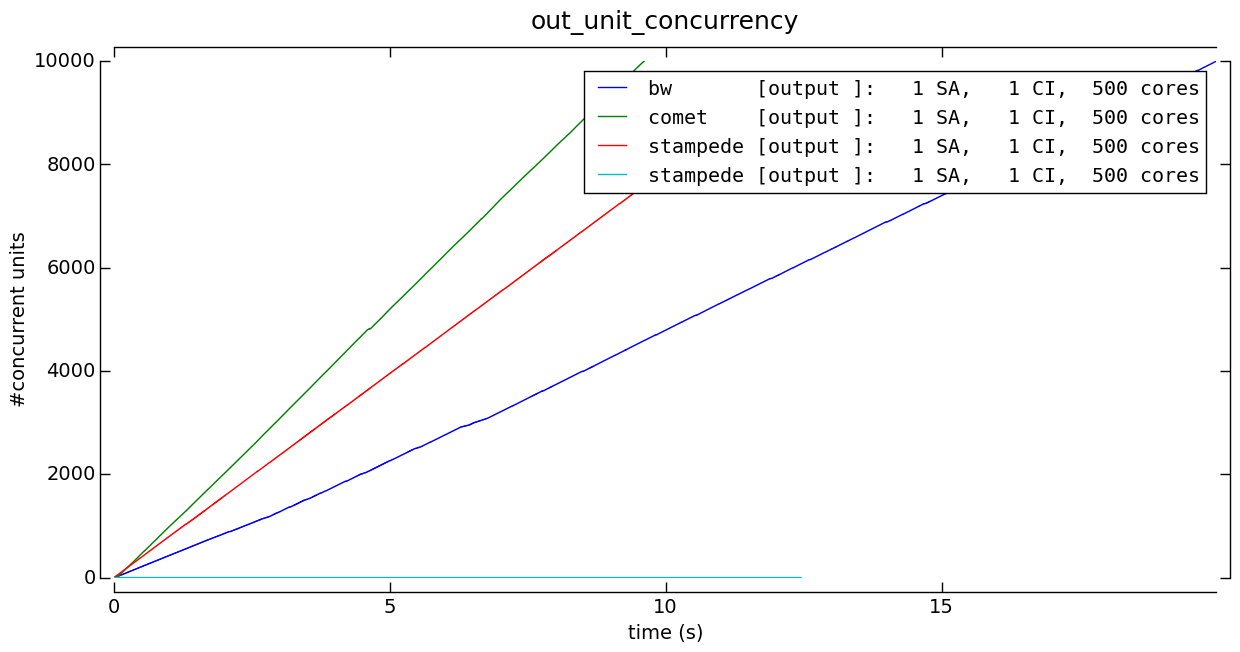 out_unit_concurrency
10000
8000
6000
4000
2000
0
#concurrent units
bw       [output ]:   1 SA,   1 CI,  500 cores
comet    [output ]:   1 SA,   1 CI,  500 cores
stampede [output ]:   1 SA,   1 CI,  500 cores
stampede [output ]:   1 SA,   1 CI,  500 cores
0 5 10 15
time (s)